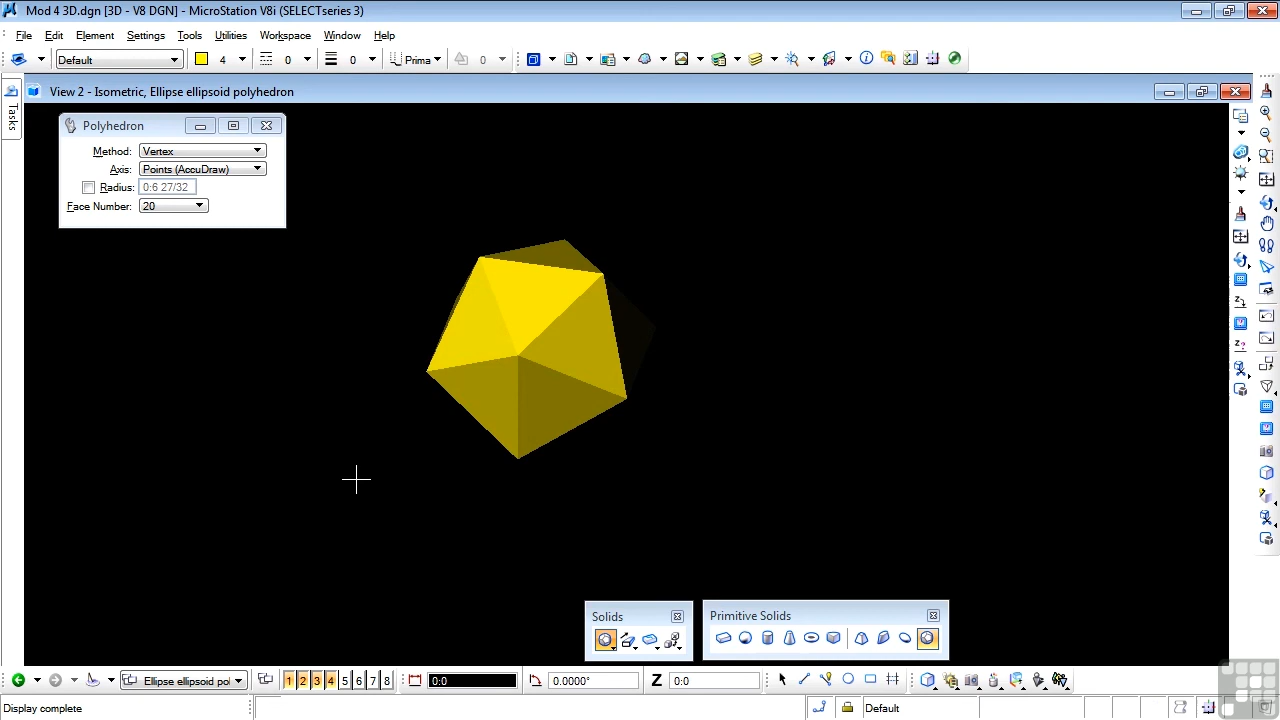 Mod 4 3D.dgn [3D - V8 DGN] - MicroStation V8i (SELECTseries 3)
File Edit Element Settings Tools Utilities Workspace Window Help
Default 4 0 0 Prima 0
View 2 - Isometric, Ellipse ellipsoid polyhedron
Tasks
Polyhedron
Method: Vertex
Axis: Points (AccuDraw)
Radius: 0:6 27/32
Face Number: 20
Solids
Primitive Solids
Ellipse ellipsoid pol 1 2 3 4 5 6 7 8 0:0 0.0000° Z 0:0
Display complete Default